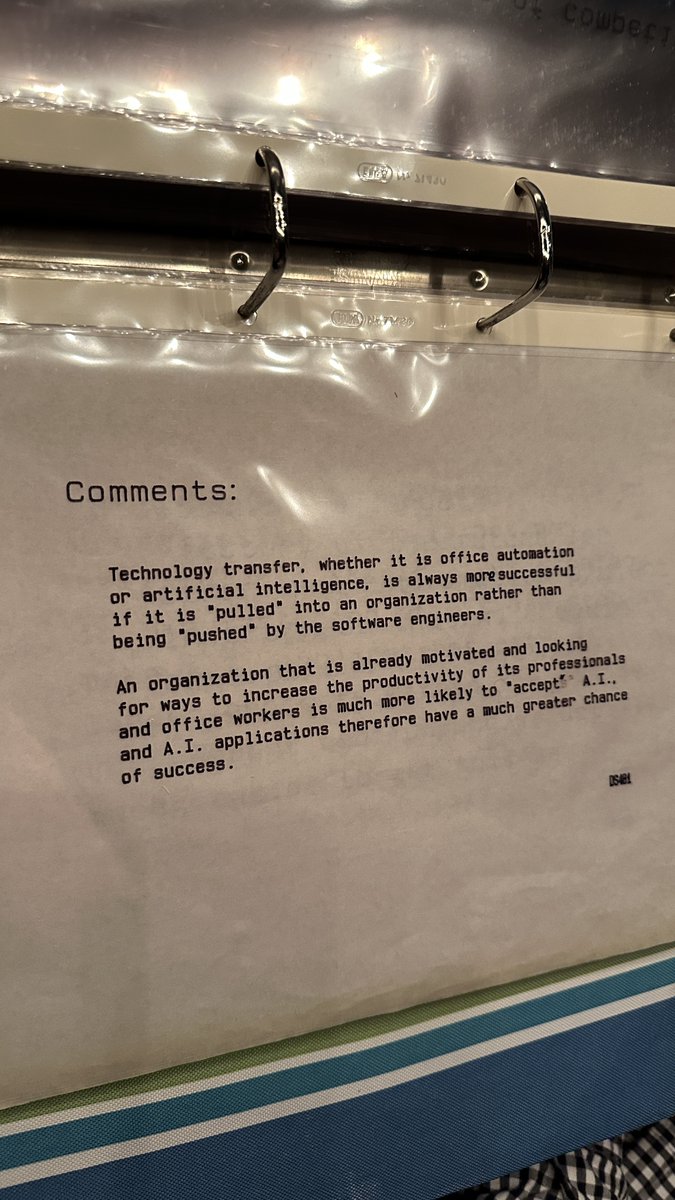 of competi
Comments:
Technology transfer, whether it is office automation
or artificial intelligence, is always more successful
if it is "pulled" into an organization rather than
being "pushed" by the software engineers.
An organization that is already motivated and looking
for ways to increase the productivity of its professionals
and office workers is much more likely to "accept" A.I.,
and A.I. applications therefore have a much greater chance
of success.
DS401